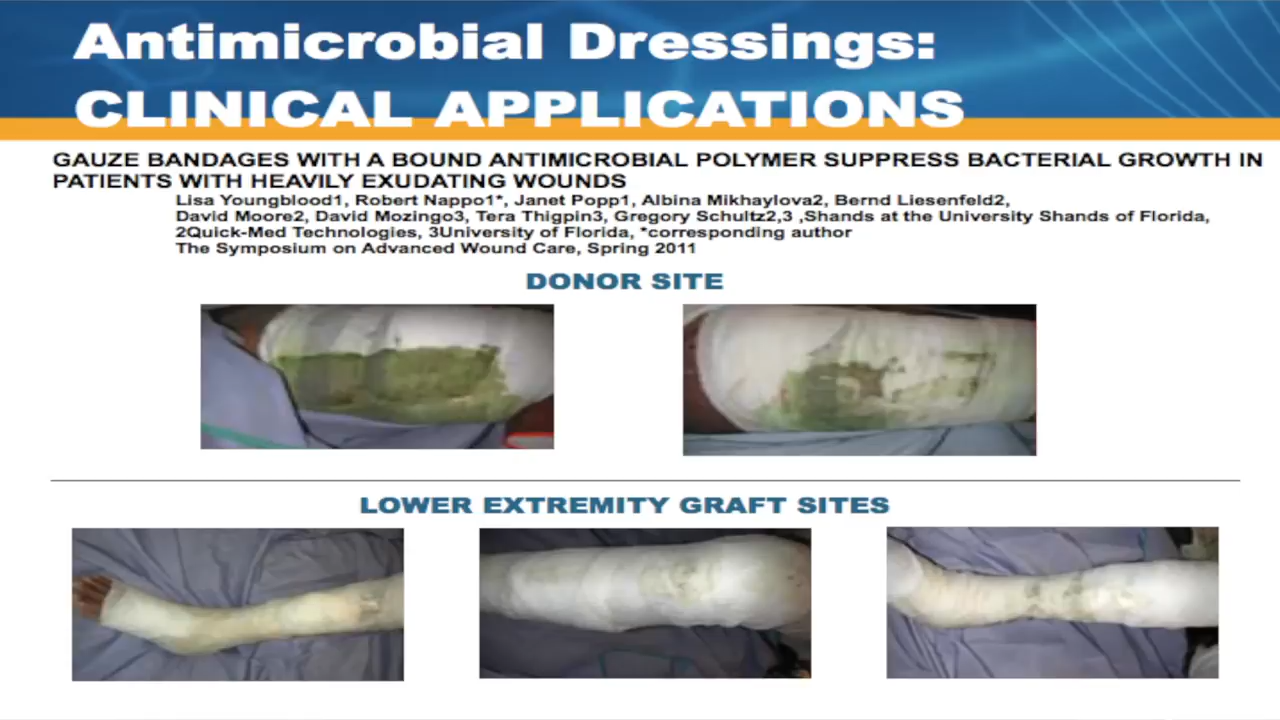 Antimicrobial Dressings:
CLINICAL APPLICATIONS
GAUZE BANDAGES WITH A BOUND ANTIMICROBIAL POLYMER SUPPRESS BACTERIAL GROWTH IN
PATIENTS WITH HEAVILY EXUDATING WOUNDS
Lisa Youngblood1, Robert Nappo1*, Janet Popp1, Albina Mikhaylova2, Bernd Liesenfeld2,
David Moore2, David Mozingo3, Tera Thigpin3, Gregory Schultz2,3 ,Shands at the University Shands of Florida,
2Quick-Med Technologies, 3University of Florida, *corresponding author
The Symposium on Advanced Wound Care, Spring 2011
DONOR SITE
LOWER EXTREMITY GRAFT SITES